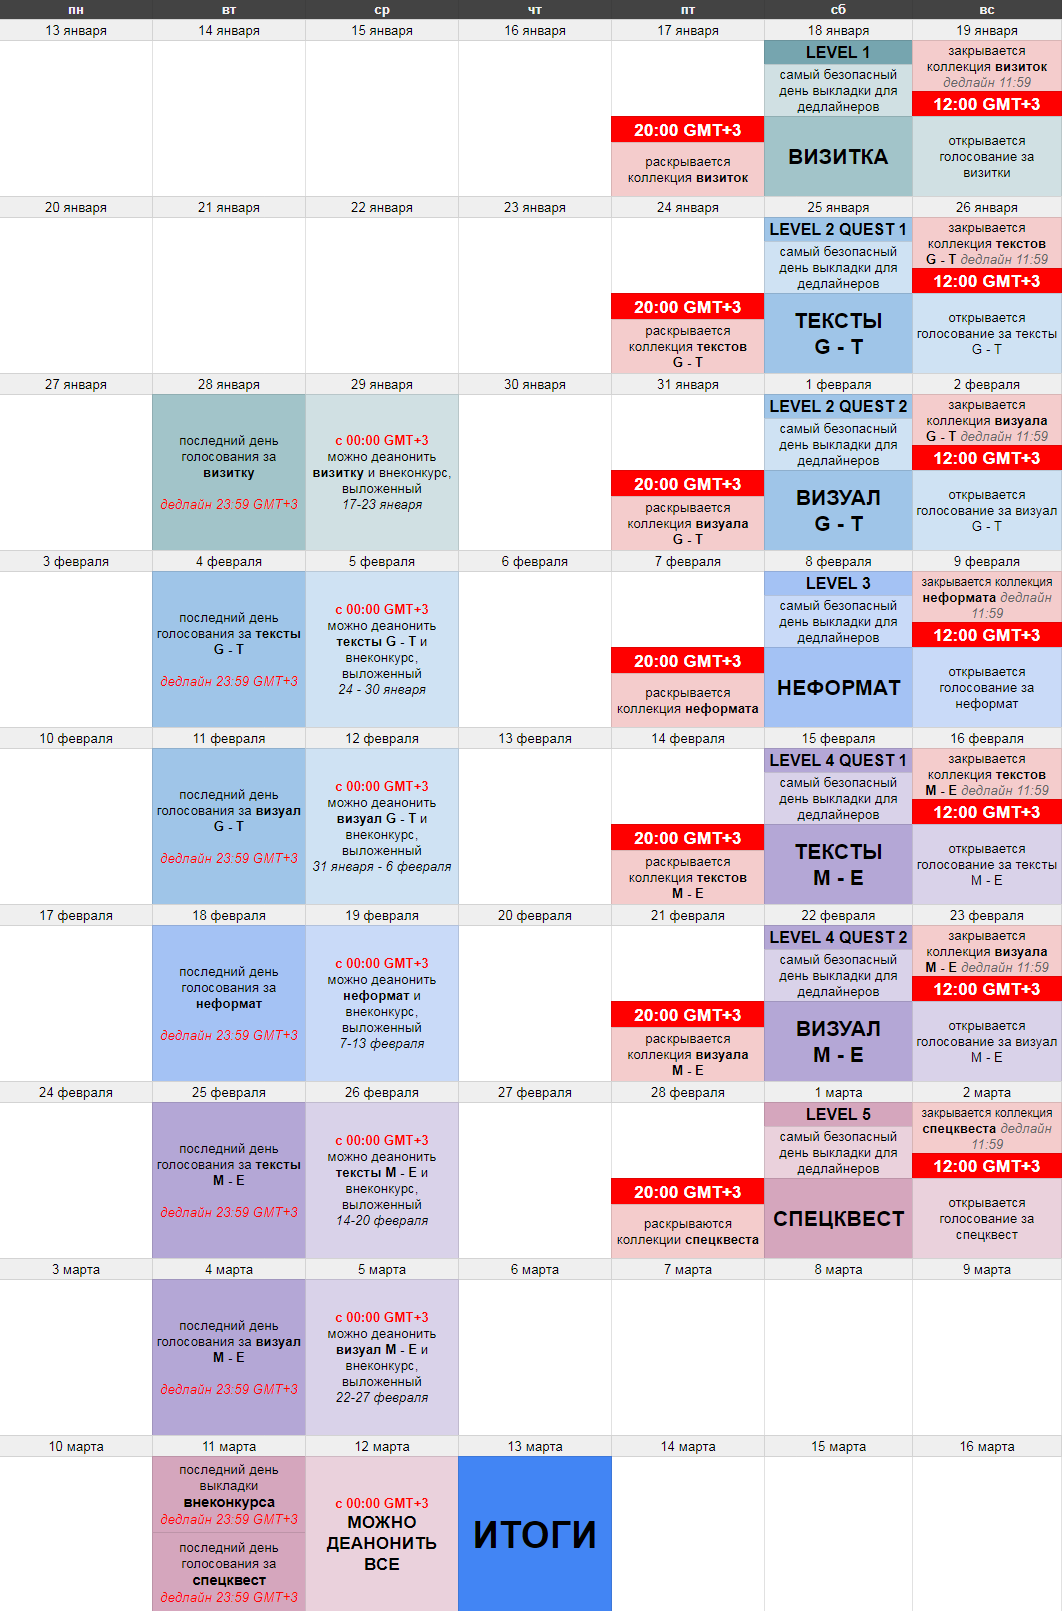 пн вт ср чт пт сб вс
13 января 14 января 15 января 16 января 17 января 18 января 19 января
20:00 GMT+3
раскрывается
коллекция визиток
LEVEL 1
самый безопасный
день выкладки для
дедлайнеров
ВИЗИТКА
закрывается
коллекция визиток
дедлайн 11:59
12:00 GMT+3
открывается
голосование за
визитки
20 января 21 января 22 января 23 января 24 января 25 января 26 января
20:00 GMT+3
раскрывается
коллекция текстов
G - T
LEVEL 2 QUEST 1
самый безопасный
день выкладки для
дедлайнеров
ТЕКСТЫ
G - T
закрывается
коллекция текстов
G - T дедлайн 11:59
12:00 GMT+3
открывается
голосование за тексты
G - T
27 января 28 января 29 января 30 января 31 января 1 февраля 2 февраля
последний день
голосования за
визитку
дедлайн 23:59 GMT+3
с 00:00 GMT+3
можно деанонить
визитку и внеконкурс,
выложенный
17-23 января
20:00 GMT+3
раскрывается
коллекция визуала
G - T
LEVEL 2 QUEST 2
самый безопасный
день выкладки для
дедлайнеров
ВИЗУАЛ
G - T
закрывается
коллекция визуала
G - T дедлайн 11:59
12:00 GMT+3
открывается
голосование за визуал
G - T
3 февраля 4 февраля 5 февраля 6 февраля 7 февраля 8 февраля 9 февраля
последний день
голосования за тексты
G - T
дедлайн 23:59 GMT+3
с 00:00 GMT+3
можно деанонить
тексты G - T и
внеконкурс,
выложенный
24 - 30 января
20:00 GMT+3
раскрывается
коллекция неформата
LEVEL 3
самый безопасный
день выкладки для
дедлайнеров
НЕФОРМАТ
закрывается коллекция
неформата дедлайн
11:59
12:00 GMT+3
открывается
голосование за
неформат
10 февраля 11 февраля 12 февраля 13 февраля 14 февраля 15 февраля 16 февраля
последний день
голосования за визуал
G - T
дедлайн 23:59 GMT+3
с 00:00 GMT+3
можно деанонить
визуал G - T и
внеконкурс,
выложенный
31 января - 6 февраля
20:00 GMT+3
раскрывается
коллекция текстов
M - E
LEVEL 4 QUEST 1
самый безопасный
день выкладки для
дедлайнеров
ТЕКСТЫ
M - E
закрывается
коллекция текстов
M - E дедлайн 11:59
12:00 GMT+3
открывается
голосование за тексты
M - E
17 февраля 18 февраля 19 февраля 20 февраля 21 февраля 22 февраля 23 февраля
последний день
голосования за
неформат
дедлайн 23:59 GMT+3
с 00:00 GMT+3
можно деанонить
неформат и
внеконкурс,
выложенный
7-13 февраля
20:00 GMT+3
раскрывается
коллекция визуала
M - E
LEVEL 4 QUEST 2
самый безопасный
день выкладки для
дедлайнеров
ВИЗУАЛ
M - E
закрывается
коллекция визуала
M - E дедлайн 11:59
12:00 GMT+3
открывается
голосование за визуал
M - E
24 февраля 25 февраля 26 февраля 27 февраля 28 февраля 1 марта 2 марта
последний день
голосования за тексты
M - E
дедлайн 23:59 GMT+3
с 00:00 GMT+3
можно деанонить
тексты M - E и
внеконкурс,
выложенный
14-20 февраля
20:00 GMT+3
раскрываются
коллекции спецквеста
LEVEL 5
самый безопасный
день выкладки для
дедлайнеров
СПЕЦКВЕСТ
закрывается коллекция
спецквеста дедлайн
11:59
12:00 GMT+3
открывается
голосование за
спецквест
3 марта 4 марта 5 марта 6 марта 7 марта 8 марта 9 марта
последний день
голосования за визуал
M - E
дедлайн 23:59 GMT+3
с 00:00 GMT+3
можно деанонить
визуал M - E и
внеконкурс,
выложенный
22-27 февраля
10 марта 11 марта 12 марта 13 марта 14 марта 15 марта 16 марта
последний день
выкладки
внеконкурса
дедлайн 23:59 GMT+3
последний день
голосования за
спецквест
дедлайн 23:59 GMT+3
с 00:00 GMT+3
МОЖНО
ДЕАНОНИТЬ
ВСЕ
ИТОГИ